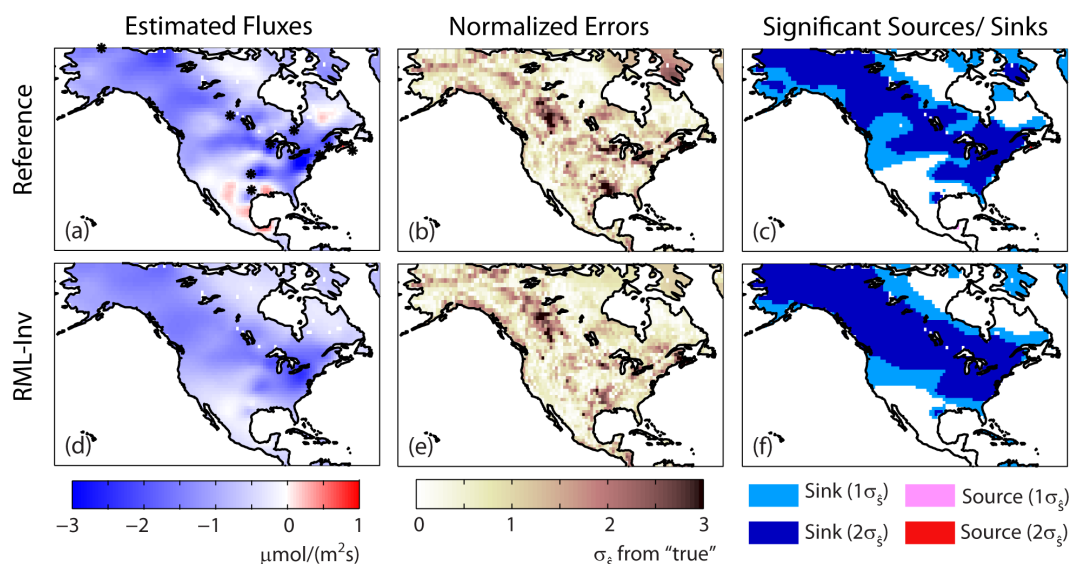 Estimated Fluxes
Normalized Errors
Significant Sources/ Sinks
Reference
(a)
(b)
(c)
RML-Inv
(d)
(e)
(f)
−3
−2
−1
0
1
μmol/(m²s)
0
1
2
3
σŝ from “true”
Sink (1σŝ)
Source (1σŝ)
Sink (2σŝ)
Source (2σŝ)